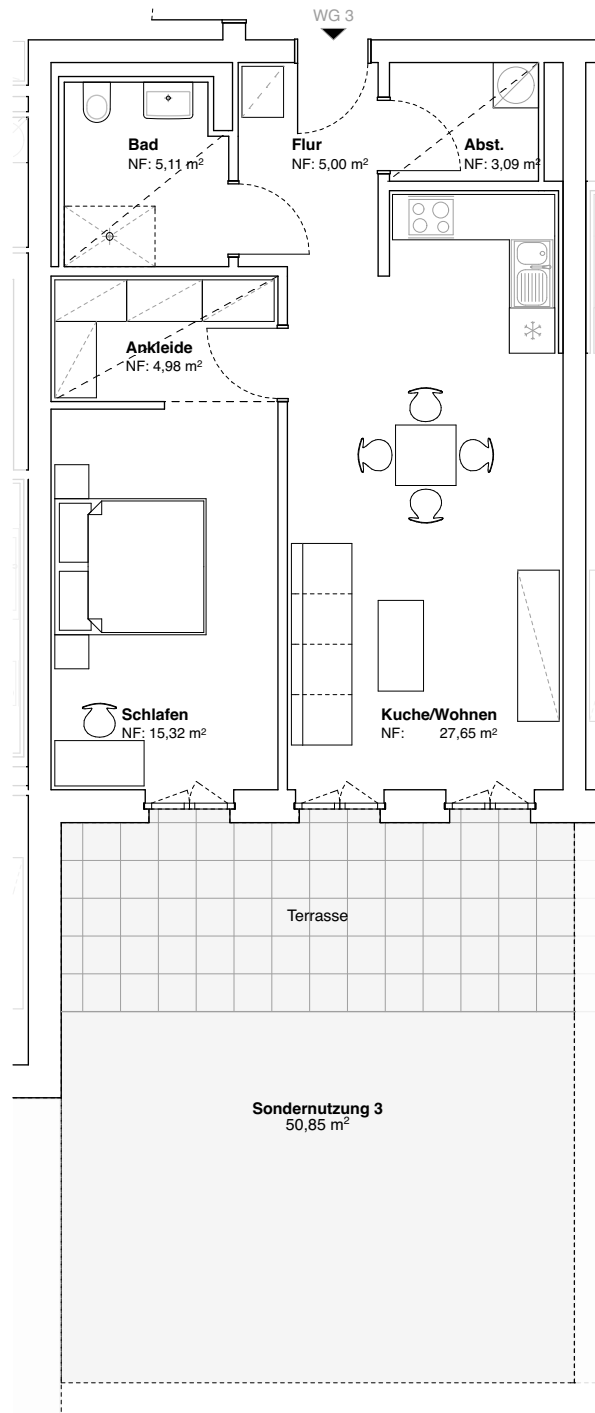 WG 3
Bad
NF: 5,11 m²
Flur
NF: 5,00 m²
Abst.
NF: 3,09 m²
Ankleide
NF: 4,98 m²
Schlafen
NF: 15,32 m²
Kuche/Wohnen
NF: 27,65 m²
Terrasse
Sondernutzung 3
50,85 m²